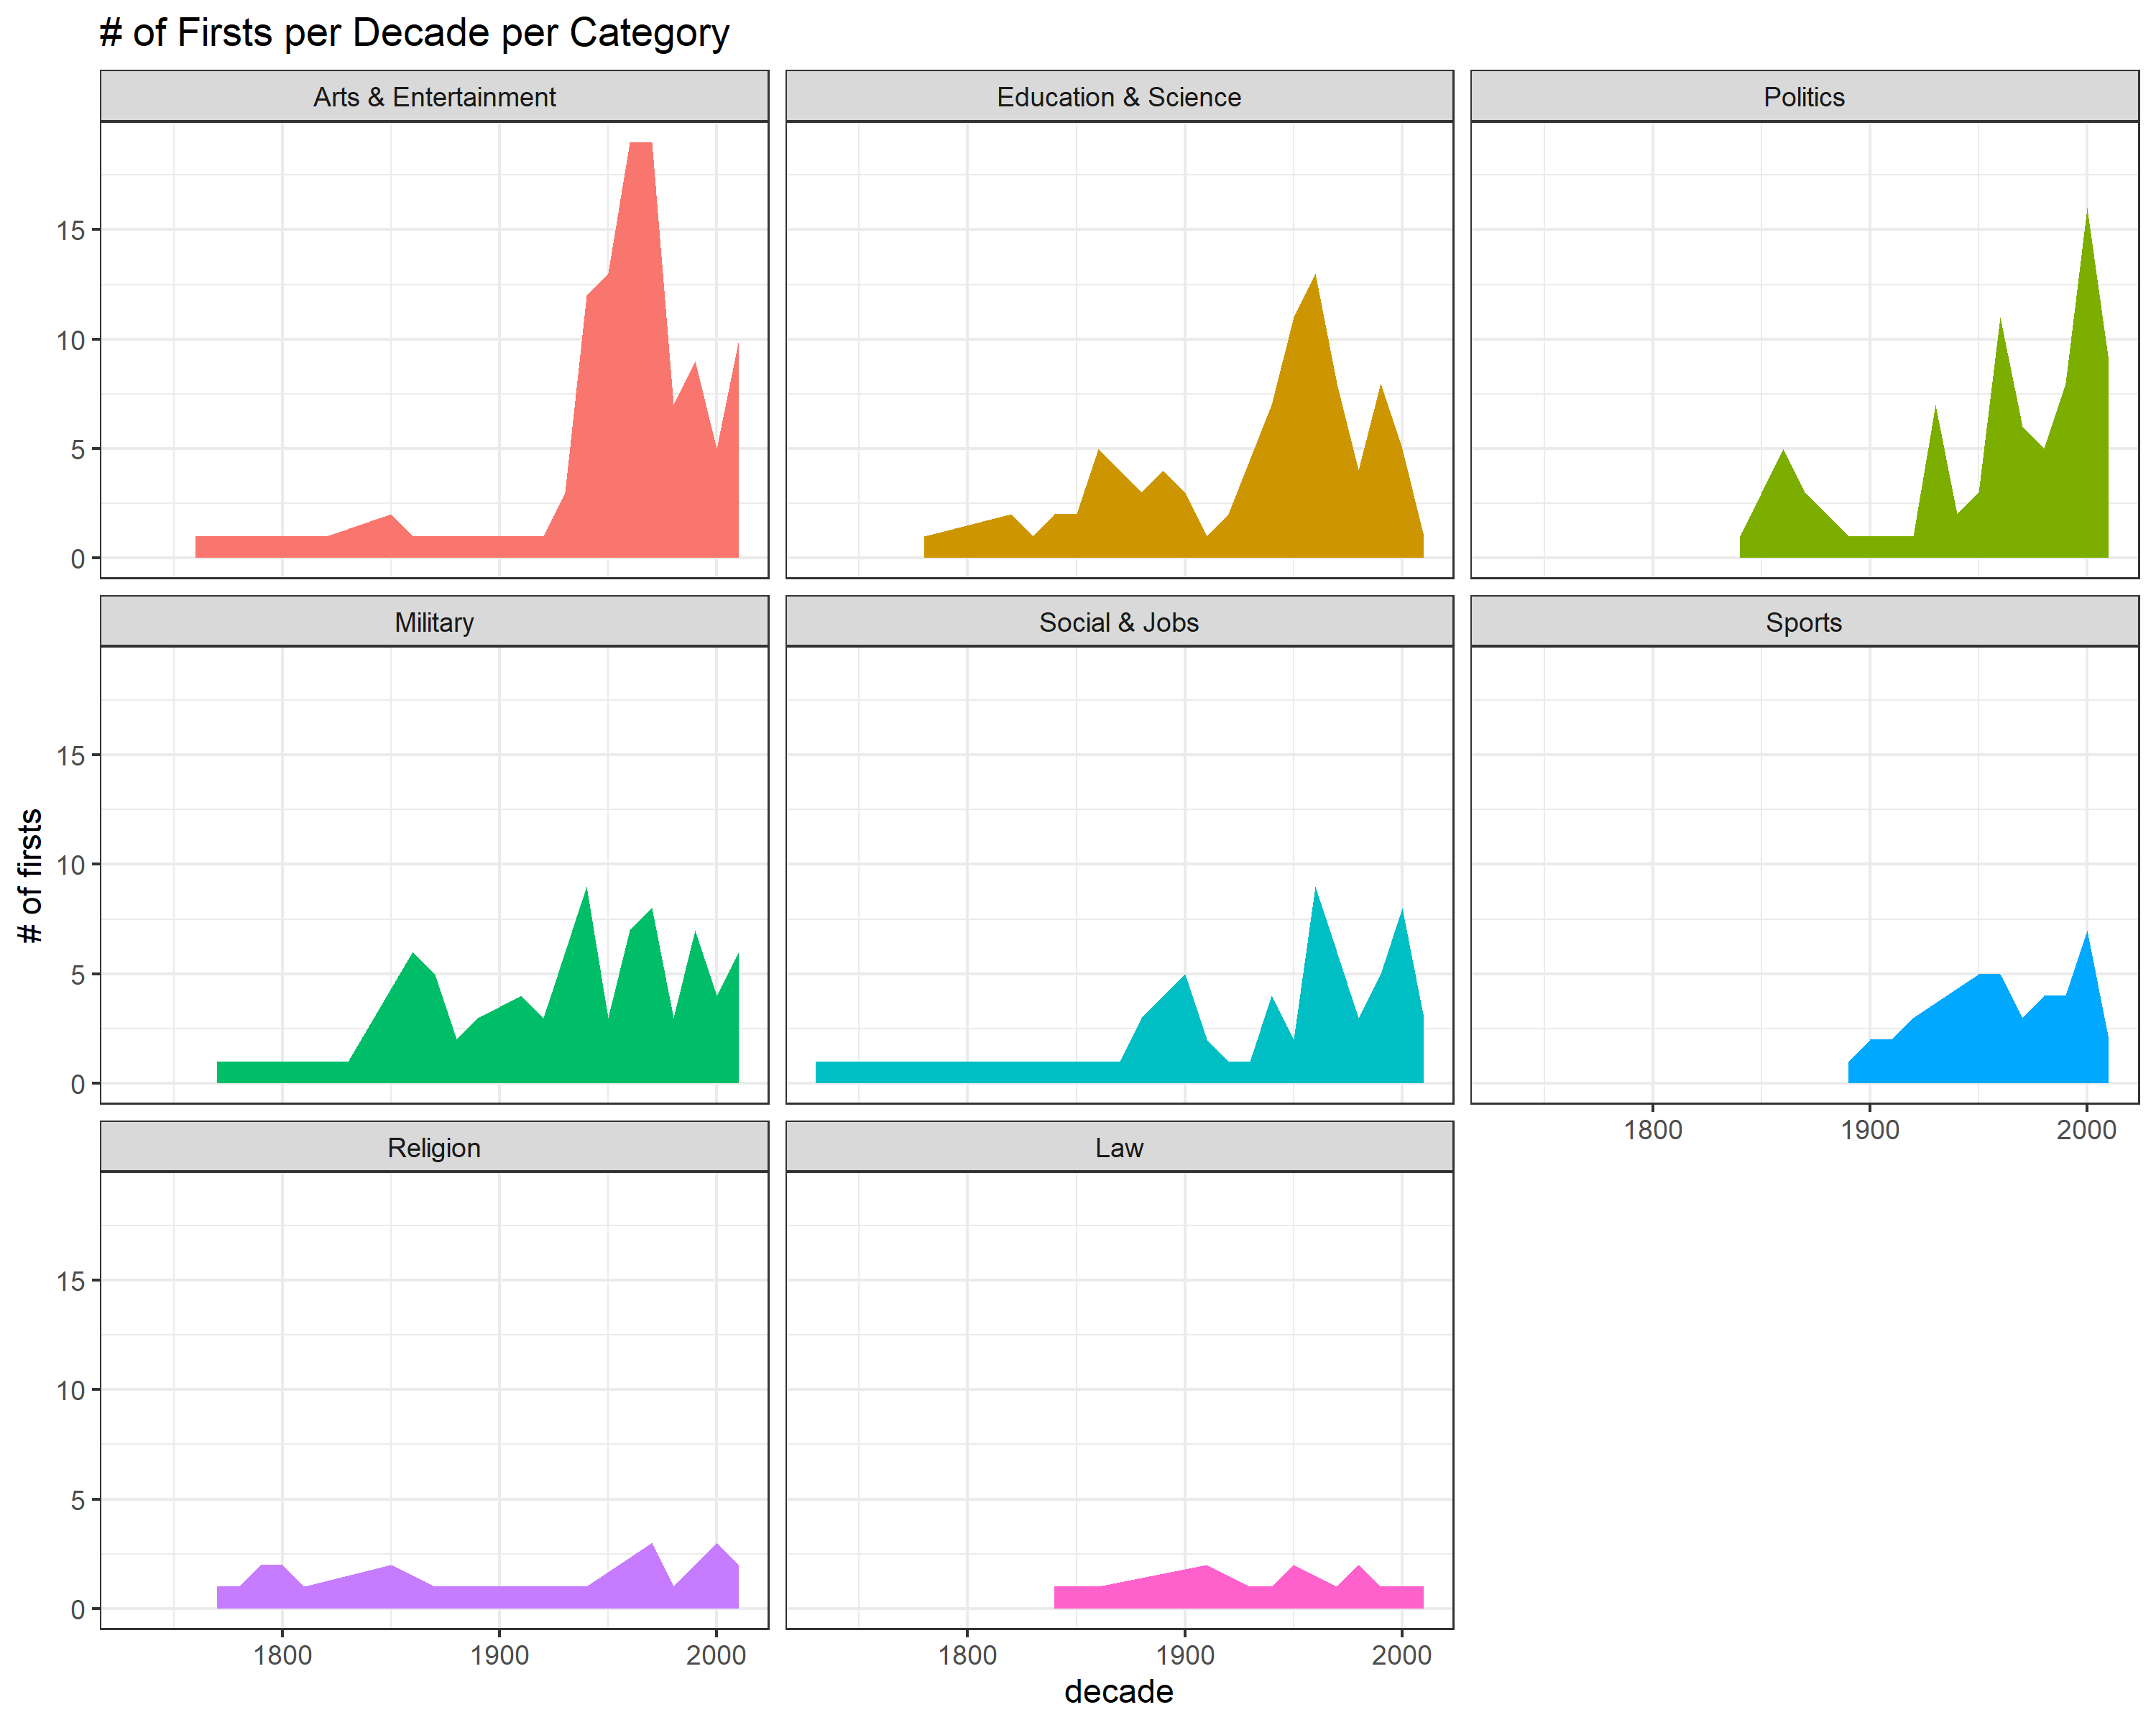 # of Firsts per Decade per Category
Arts & Entertainment
Education & Science
Politics
15
10
5
0
Military
Social & Jobs
Sports
15
10
5
0
1800
1900
2000
Religion
Law
15
10
5
0
1800
1900
2000
1800
1900
2000
decade
# of firsts